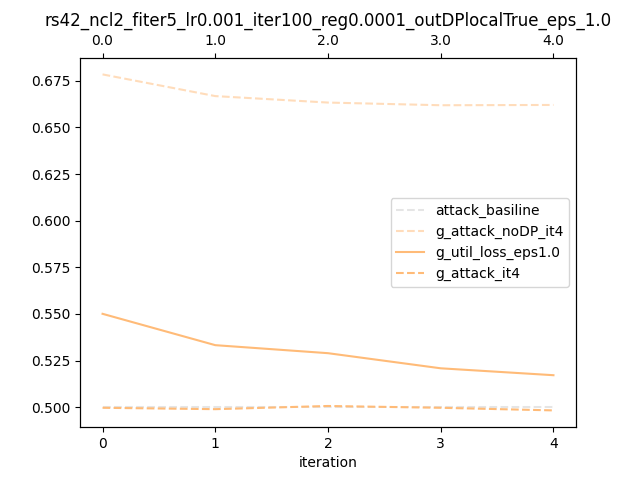 rs42_ncl2_fiter5_lr0.001_iter100_reg0.0001_outDPlocalTrue_eps_1.0
0.0 1.0 2.0 3.0 4.0
0.675
0.650
0.625
0.600
0.575
0.550
0.525
0.500
attack_basiline
g_attack_noDP_it4
g_util_loss_eps1.0
g_attack_it4
0 1 2 3 4
iteration